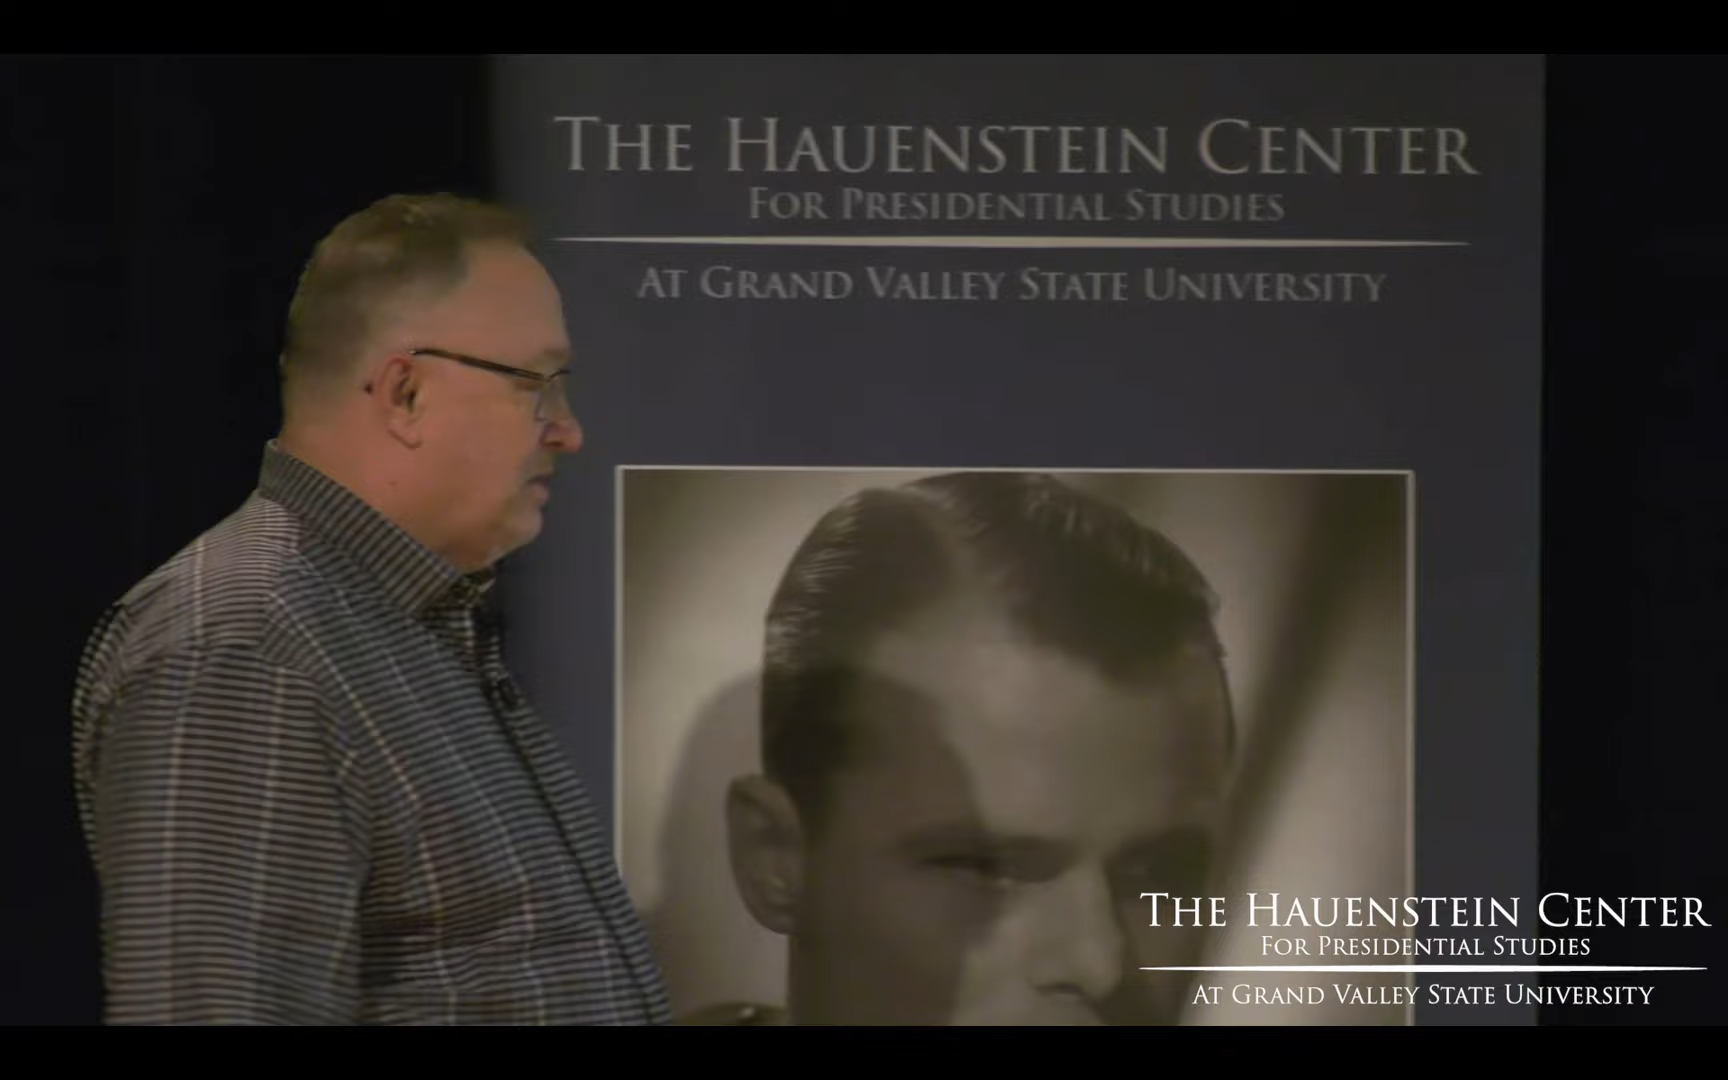 THE HAUENSTEIN CENTER
FOR PRESIDENTIAL STUDIES
AT GRAND VALLEY STATE UNIVERSITY
THE HAUENSTEIN CENTER
FOR PRESIDENTIAL STUDIES
AT GRAND VALLEY STATE UNIVERSITY